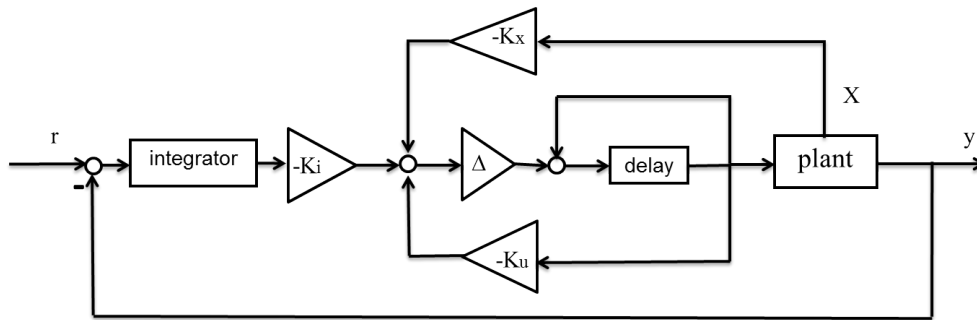 -Kx
X
r
y
integrator
-Ki
Δ
delay
plant
-
-Ku